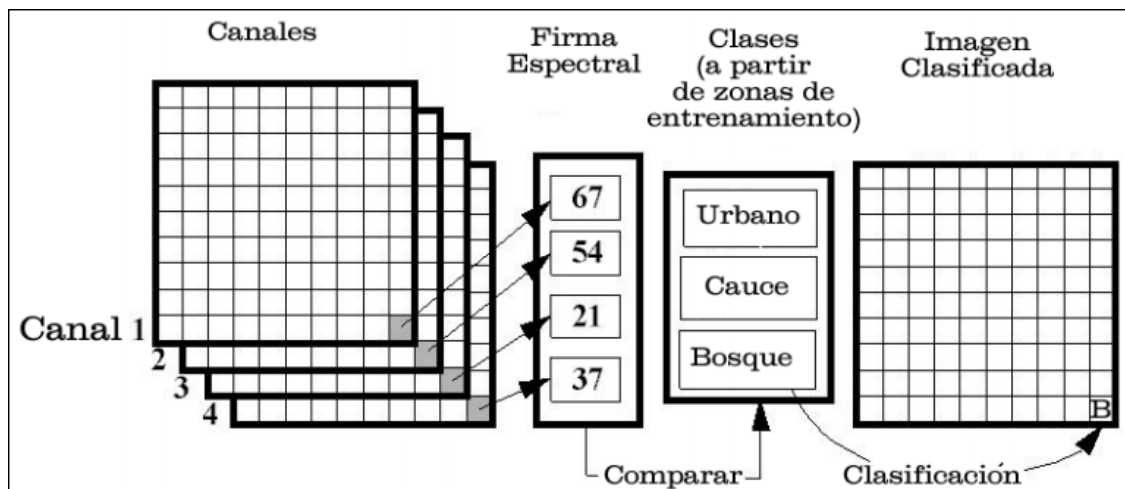 Canales
Firma
Espectral
Clases
(a partir
de zonas de
entrenamiento)
Imagen
Clasificada
Canal 1
2
3
4
67
54
21
37
Urbano
Cauce
Bosque
B
Comparar
Clasificación